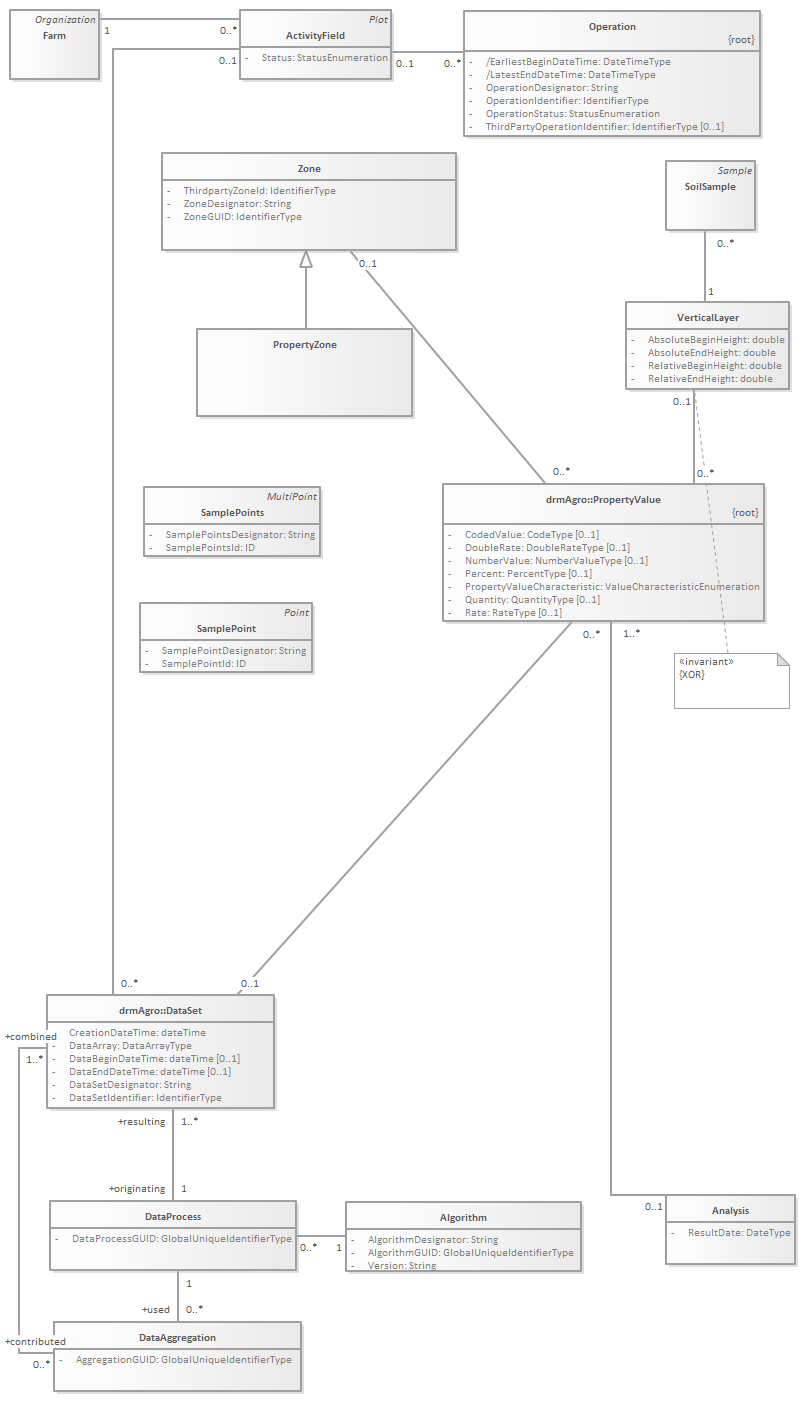 Organization
Farm
1
0..*
Plot
ActivityField
- Status: StatusEnumeration
0..1
0..1
0..*
Operation
{root}
- /EarliestBeginDateTime: DateTimeType
- /LatestEndDateTime: DateTimeType
- OperationDesignator: String
- OperationIdentifier: IdentifierType
- OperationStatus: StatusEnumeration
- ThirdPartyOperationIdentifier: IdentifierType [0..1]
Zone
- ThirdpartyZoneId: IdentifierType
- ZoneDesignator: String
- ZoneGUID: IdentifierType
0..1
Sample
SoilSample
0..*
1
PropertyZone
VerticalLayer
- AbsoluteBeginHeight: double
- AbsoluteEndHeight: double
- RelativeBeginHeight: double
- RelativeEndHeight: double
0..1
0..*
0..*
MultiPoint
SamplePoints
- SamplePointsDesignator: String
- SamplePointsId: ID
drmAgro::PropertyValue
{root}
- CodedValue: CodeType [0..1]
- DoubleRate: DoubleRateType [0..1]
- NumberValue: NumberValueType [0..1]
- Percent: PercentType [0..1]
- PropertyValueCharacteristic: ValueCharacteristicEnumeration
- Quantity: QuantityType [0..1]
- Rate: RateType [0..1]
Point
SamplePoint
- SamplePointDesignator: String
- SamplePointId: ID
0..*
1..*
«invariant»
{XOR}
0..*
0..1
drmAgro::DataSet
CreationDateTime: dateTime
- DataArray: DataArrayType
- DataBeginDateTime: dateTime [0..1]
- DataEndDateTime: dateTime [0..1]
- DataSetDesignator: String
- DataSetIdentifier: IdentifierType
+combined
1..*
+resulting
1..*
+originating
1
DataProcess
- DataProcessGUID: GlobalUniqueIdentifierType
0..*
1
Algorithm
- AlgorithmDesignator: String
- AlgorithmGUID: GlobalUniqueIdentifierType
- Version: String
0..1
Analysis
- ResultDate: DateType
1
+used
0..*
DataAggregation
- AggregationGUID: GlobalUniqueIdentifierType
+contributed
0..*